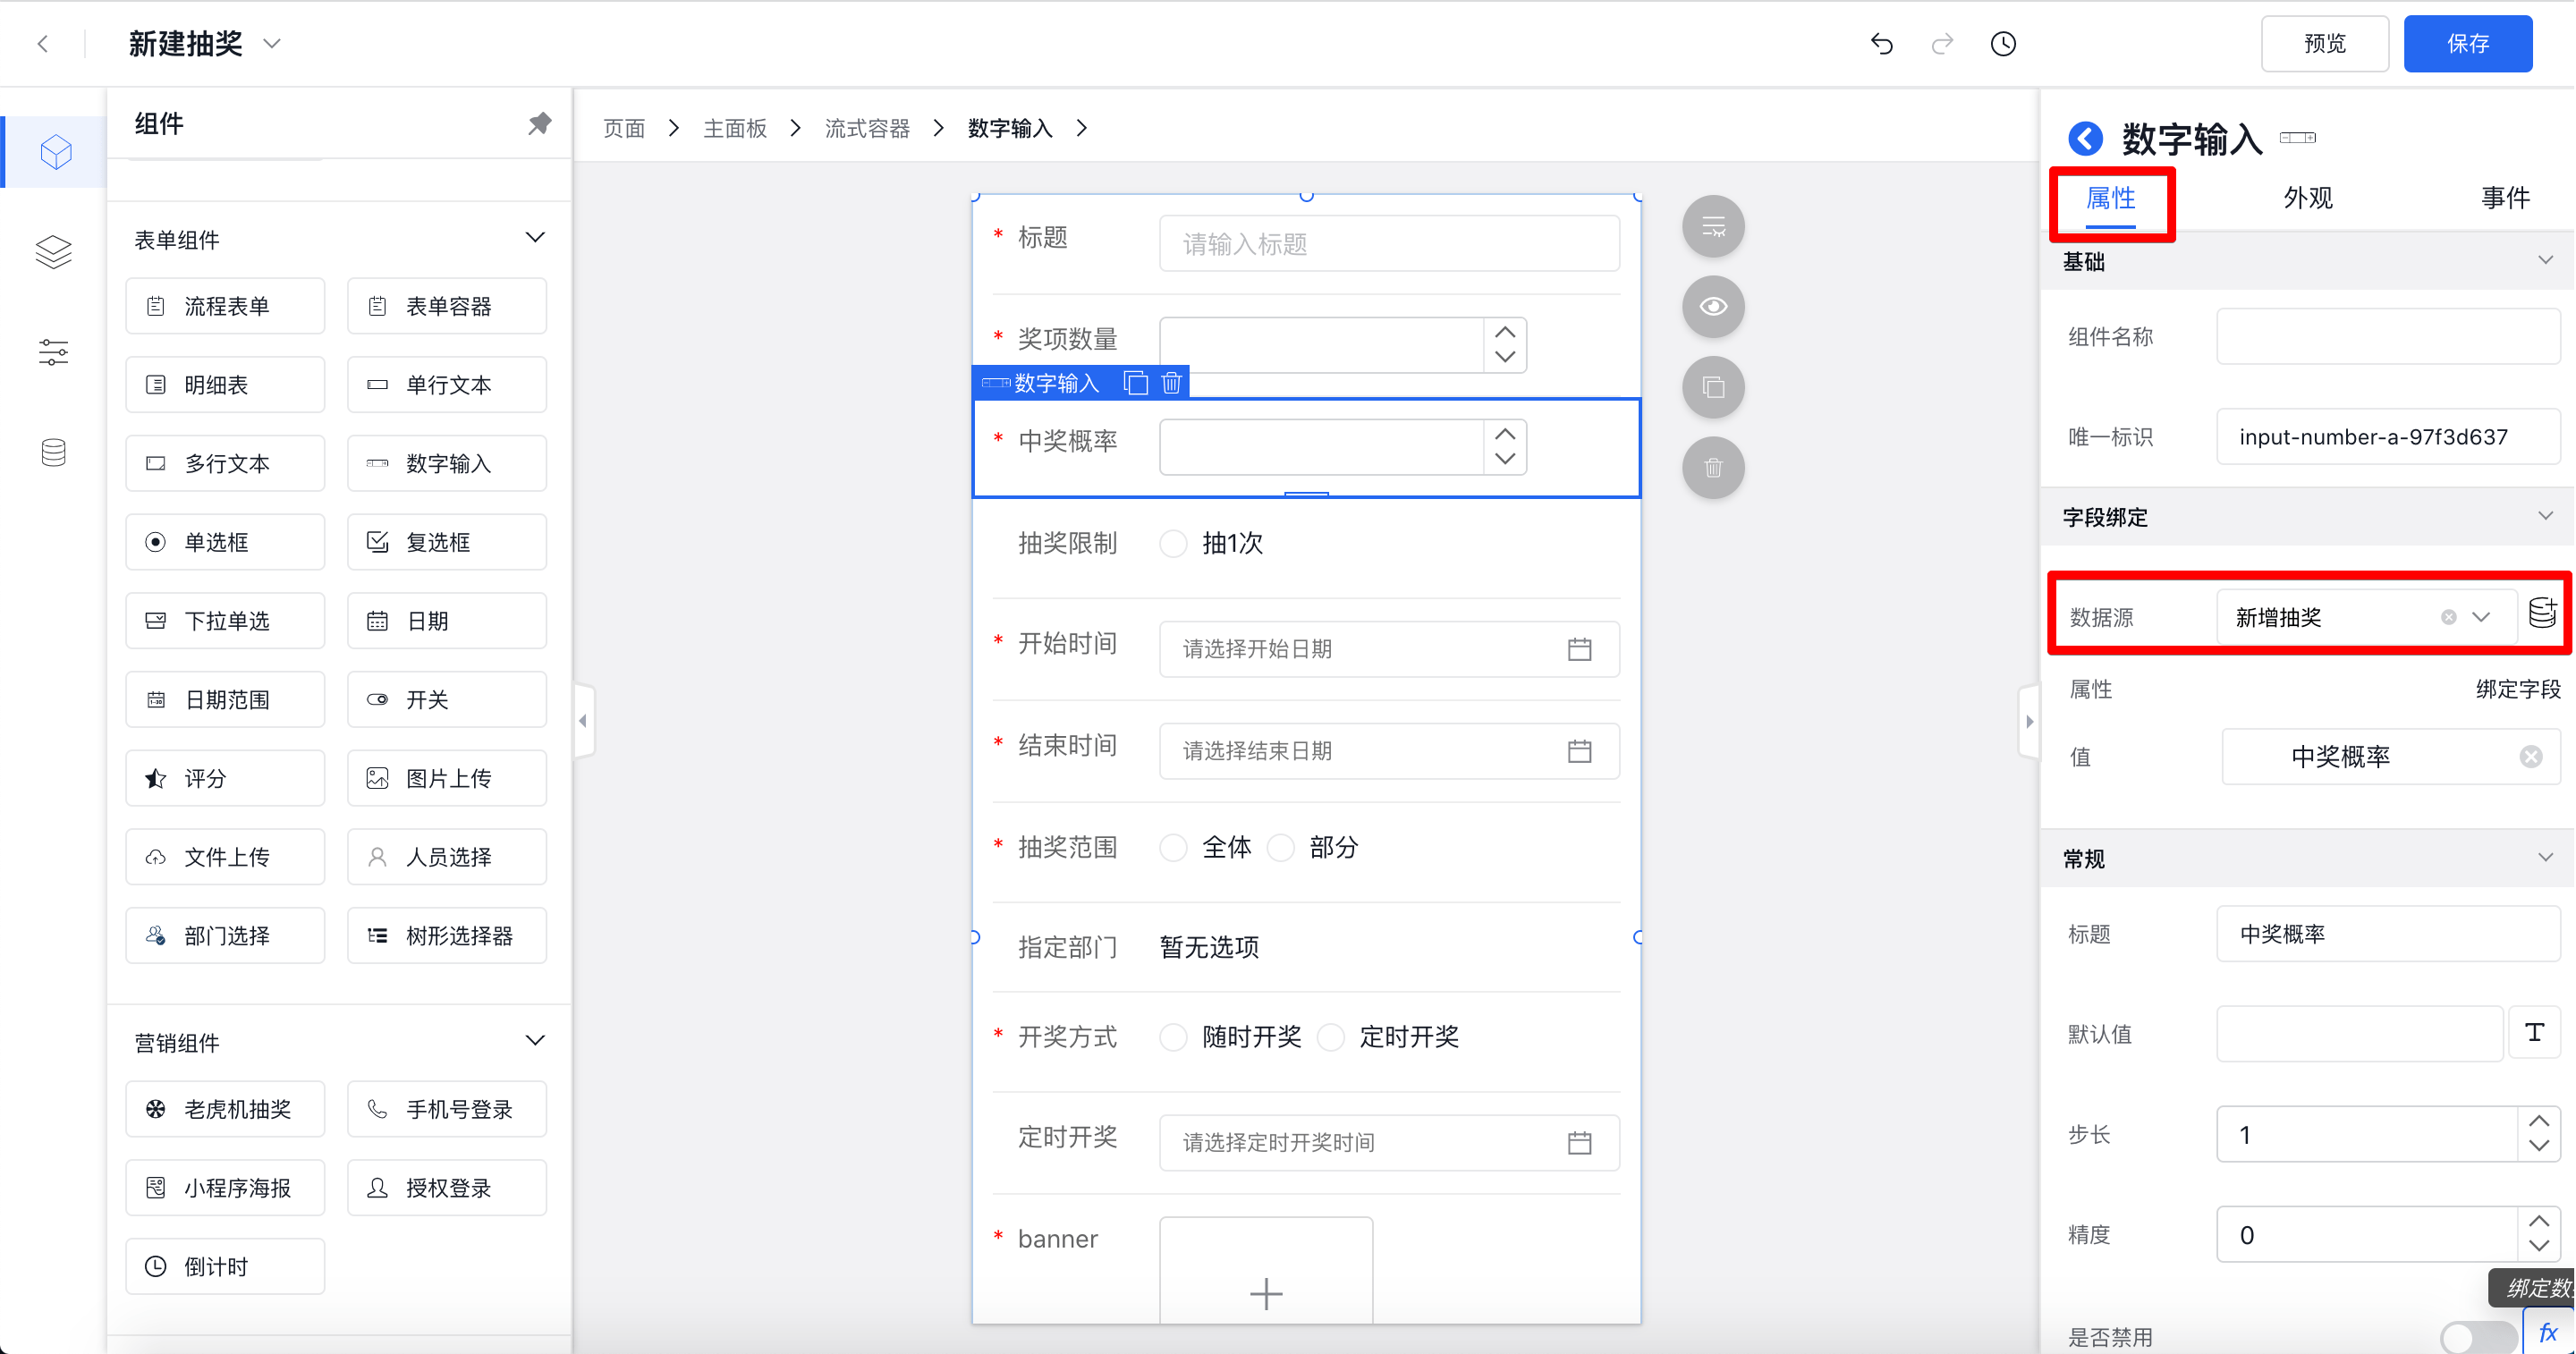 新建抽奖
预览
保存
组件
表单组件
流程表单
表单容器
明细表
单行文本
多行文本
数字输入
单选框
复选框
下拉单选
日期
日期范围
开关
评分
图片上传
文件上传
人员选择
部门选择
树形选择器
营销组件
老虎机抽奖
手机号登录
小程序海报
授权登录
倒计时
页面 > 主面板 > 流式容器 > 数字输入 >
* 标题
请输入标题
* 奖项数量
数字输入
* 中奖概率
抽奖限制
抽1次
* 开始时间
请选择开始日期
* 结束时间
请选择结束日期
* 抽奖范围
全体
部分
指定部门
暂无选项
* 开奖方式
随时开奖
定时开奖
定时开奖
请选择定时开奖时间
* banner
数字输入
属性
外观
事件
基础
组件名称
唯一标识
input-number-a-97f3d637
字段绑定
数据源
新增抽奖
属性
绑定字段
值
中奖概率
常规
标题
中奖概率
默认值
T
步长
1
精度
0
绑定数
是否禁用
fx